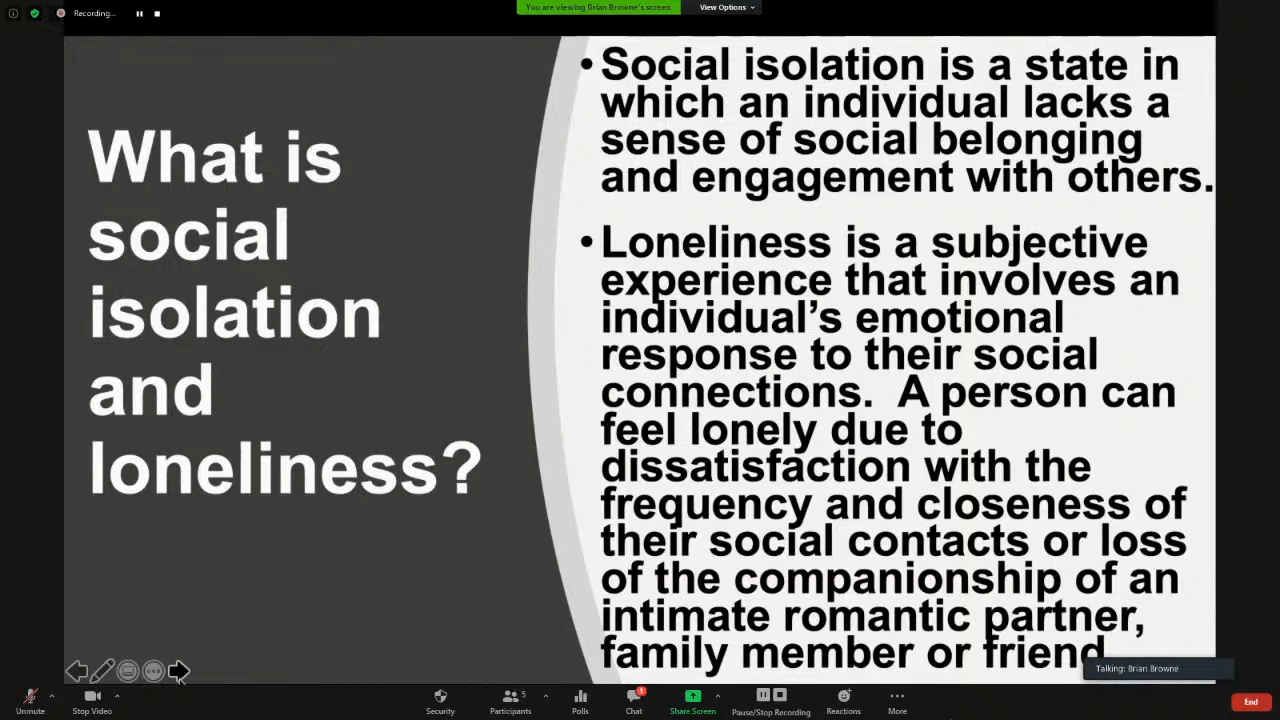 Recording...
You are viewing Brian Browne's screen
View Options
What is
social
isolation
and
loneliness?
• Social isolation is a state in
which an individual lacks a
sense of social belonging
and engagement with others.
• Loneliness is a subjective
experience that involves an
individual’s emotional
response to their social
connections.  A person can
feel lonely due to
dissatisfaction with the
frequency and closeness of
their social contacts or loss
of the companionship of an
intimate romantic partner,
family member or friend
Talking: Brian Browne
Unmute
Stop Video
Security
5
Participants
Polls
1
Chat
Share Screen
Pause/Stop Recording
Reactions
More
End